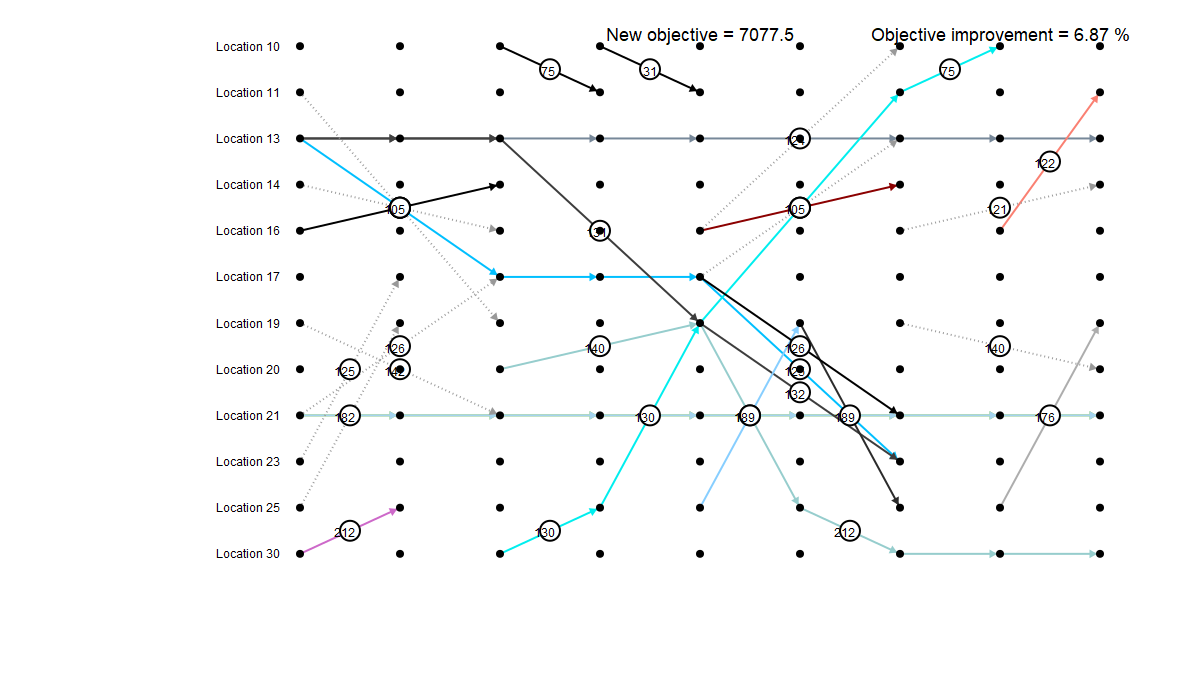 New objective = 7077.5 Objective improvement = 6.87 %
Location 10
75 31 75
Location 11
Location 13
Location 14
122
105 105 121
Location 16
131
Location 17
Location 19
126 140 126 140
Location 20
125 142
132
Location 21
182 130 189 189 176
Location 23
Location 25
212 130 212
Location 30